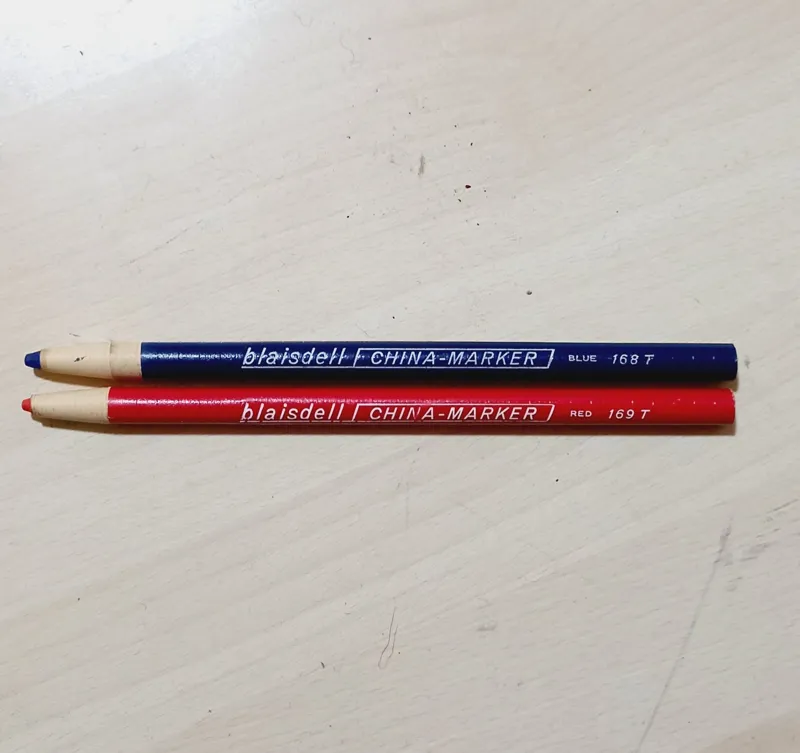 blaisdell CHINA-MARKER BLUE 168 T
blaisdell CHINA-MARKER RED 169 T